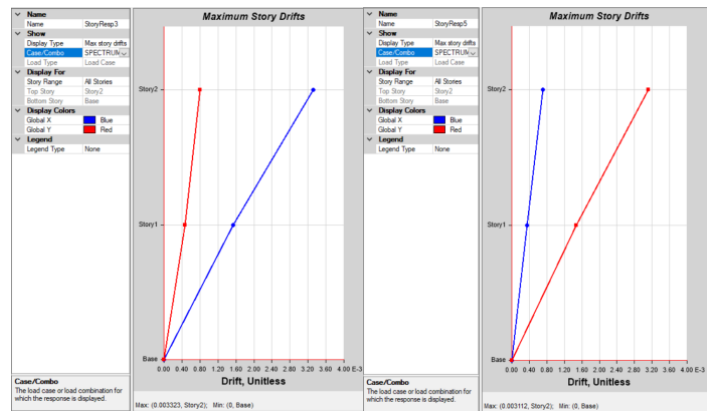 Name
Name StoryResp3
Show
Display Type Max story drifts
Case/Combo SPECTRUM
Load Type Load Case
Display For
Story Range All Stories
Top Story Story2
Bottom Story Base
Display Colors
Global X Blue
Global Y Red
Legend
Legend Type None
Case/Combo
The load case or load combination for
which the response is displayed.
Maximum Story Drifts
Story2
Story1
Base
0.00 0.40 0.80 1.20 1.60 2.00 2.40 2.80 3.20 3.60 4.00 E-3
Drift, Unitless
Max: (0.003323, Story2); Min: (0, Base)
Name
Name StoryResp5
Show
Display Type Max story drifts
Case/Combo SPECTRUM
Load Type Load Case
Display For
Story Range All Stories
Top Story Story2
Bottom Story Base
Display Colors
Global X Blue
Global Y Red
Legend
Legend Type None
Case/Combo
The load case or load combination for
which the response is displayed.
Maximum Story Drifts
Story2
Story1
Base
0.00 0.40 0.80 1.20 1.60 2.00 2.40 2.80 3.20 3.60 4.00 E-3
Drift, Unitless
Max: (0.003112, Story2); Min: (0, Base)